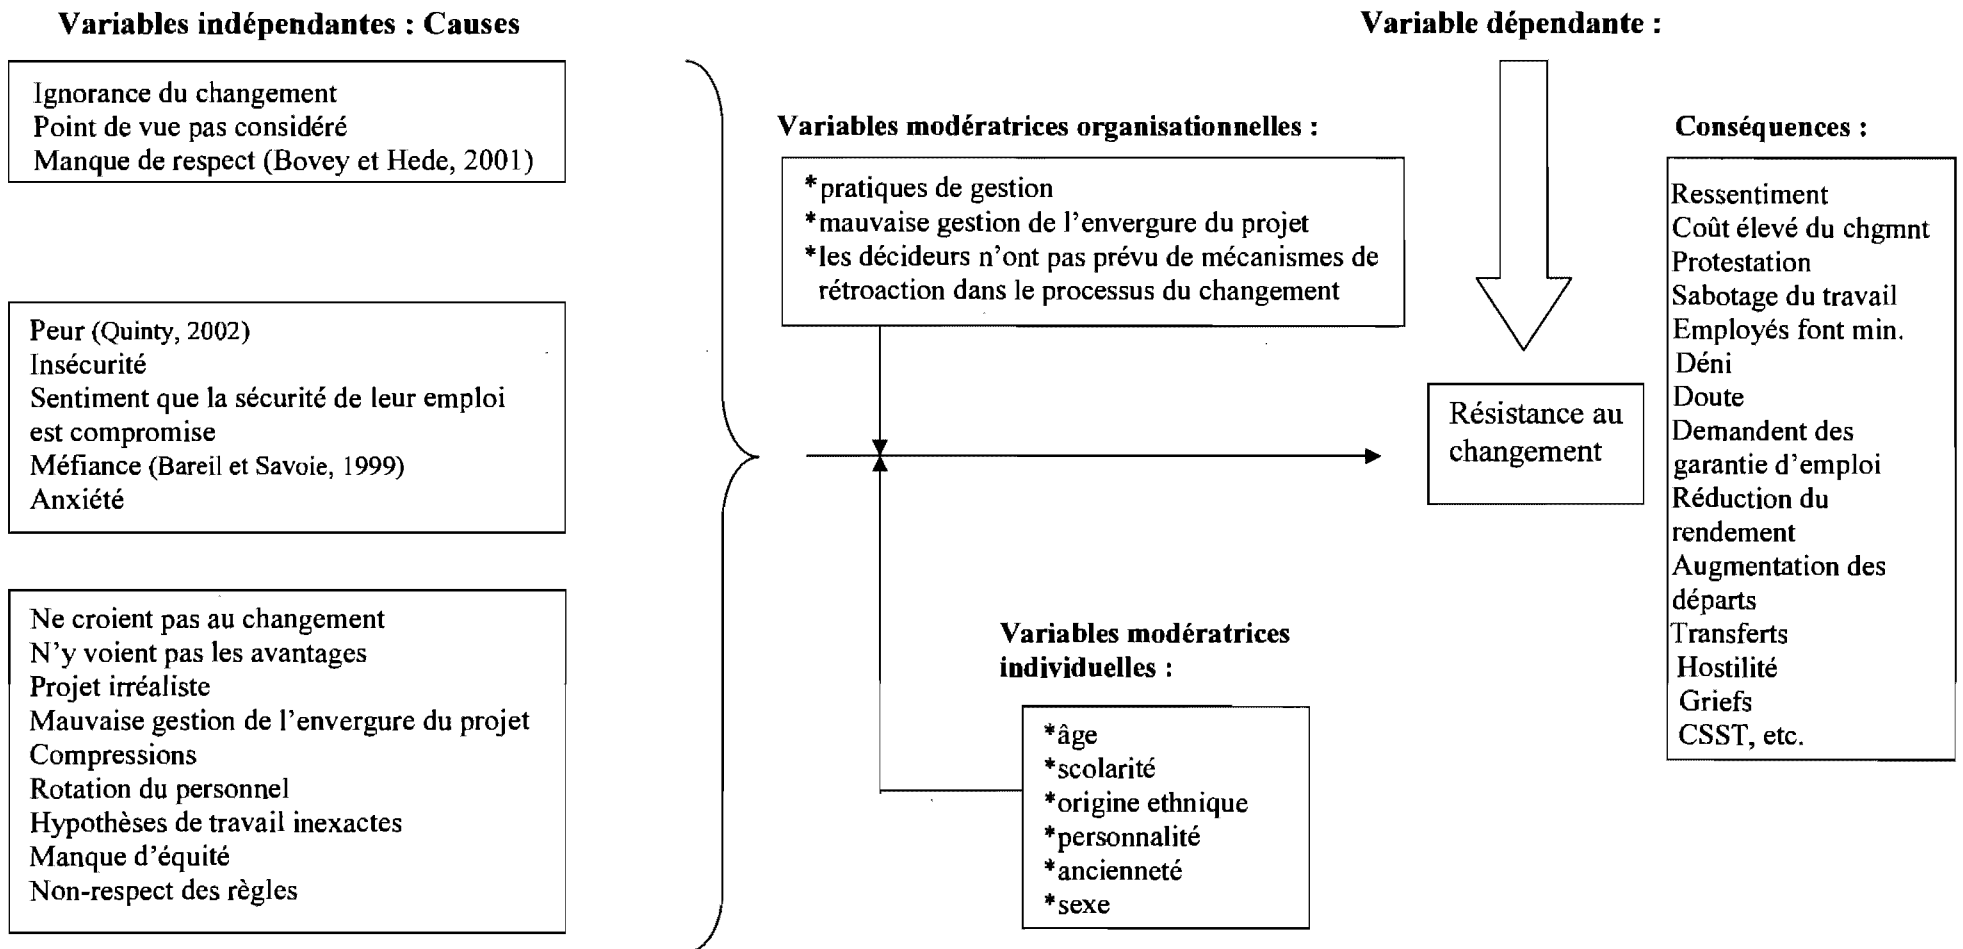 Variables indépendantes : Causes
Ignorance du changement
Point de vue pas considéré
Manque de respect (Bovey et Hede, 2001)
Peur (Quinty, 2002)
Insécurité
Sentiment que la sécurité de leur emploi
est compromise
Méfiance (Bareil et Savoie, 1999)
Anxiété
Ne croient pas au changement
N’y voient pas les avantages
Projet irréaliste
Mauvaise gestion de l’envergure du projet
Compressions
Rotation du personnel
Hypothèses de travail inexactes
Manque d’équité
Non-respect des règles
Variables modératrices organisationnelles :
*pratiques de gestion
*mauvaise gestion de l’envergure du projet
*les décideurs n’ont pas prévu de mécanismes de
rétroaction dans le processus du changement
Variables modératrices
individuelles :
*âge
*scolarité
*origine ethnique
*personnalité
*ancienneté
*sexe
Variable dépendante :
Résistance au
changement
Conséquences :
Ressentiment
Coût élevé du chgmnt
Protestation
Sabotage du travail
Employés font min.
Déni
Doute
Demandent des
garantie d’emploi
Réduction du
rendement
Augmentation des
départs
Transferts
Hostilité
Griefs
CSST, etc.